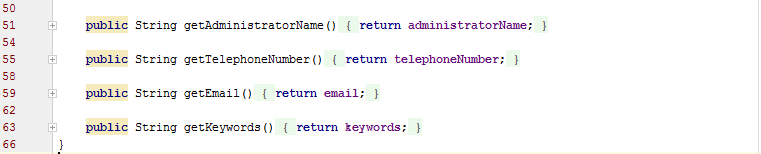 50
51 public String getAdministratorName() { return administratorName; }
54
55 public String getTelephoneNumber() { return telephoneNumber; }
58
59 public String getEmail() { return email; }
62
63 public String getKeywords() { return keywords; }
66 }